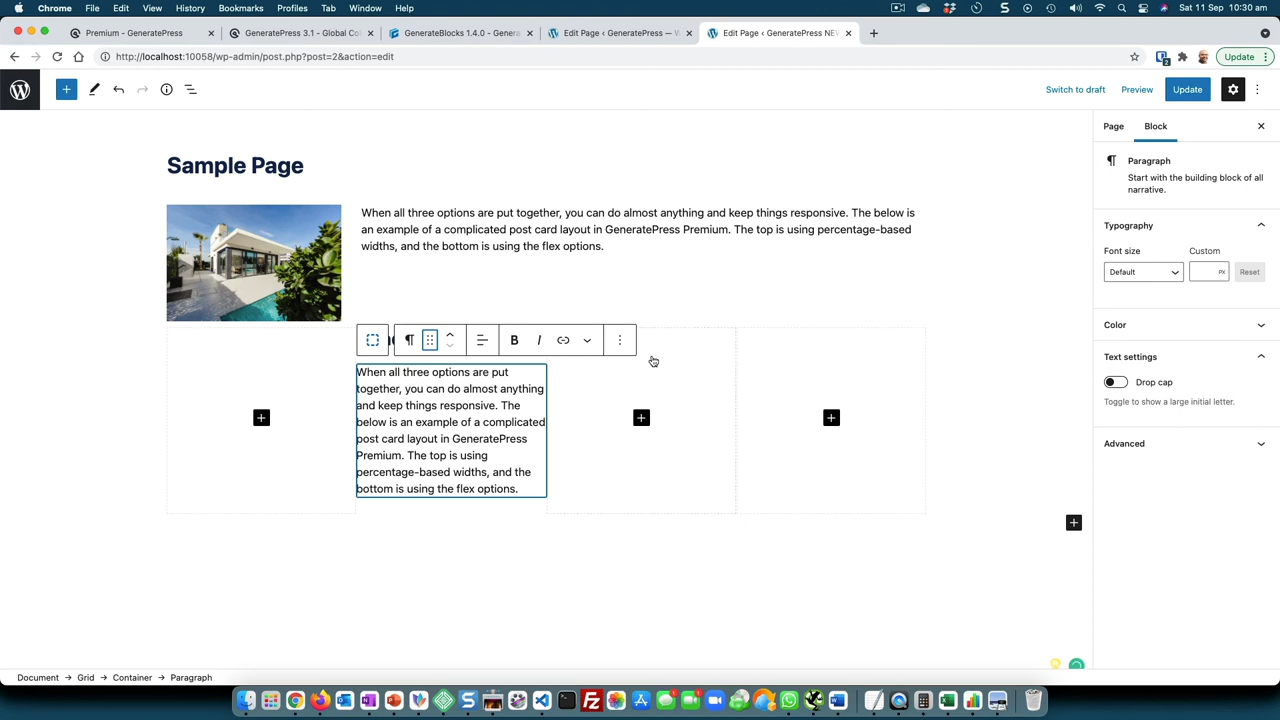 Chrome File Edit View History Bookmarks Profiles Tab Window Help Sat 11 Sep 10:30 am
Premium - GeneratePress
GeneratePress 3.1 - Global Co
GenerateBlocks 1.4.0 - Genera
Edit Page ‹ GeneratePress — W
Edit Page ‹ GeneratePress NEW
http://localhost:10058/wp-admin/post.php?post=2&action=edit
2
Update
Switch to draft
Preview
Update
Sample Page
When all three options are put together, you can do almost anything and keep things responsive. The below is
an example of a complicated post card layout in GeneratePress Premium. The top is using percentage-based
widths, and the bottom is using the flex options.
B I
When all three options are put
together, you can do almost anything
and keep things responsive. The
below is an example of a complicated
post card layout in GeneratePress
Premium. The top is using
percentage-based widths, and the
bottom is using the flex options.
Page
Block
Paragraph
Start with the building block of all
narrative.
Typography
Font size
Custom
Default
PX
Reset
Color
Text settings
Drop cap
Toggle to show a large initial letter.
Advanced
Document → Grid → Container → Paragraph